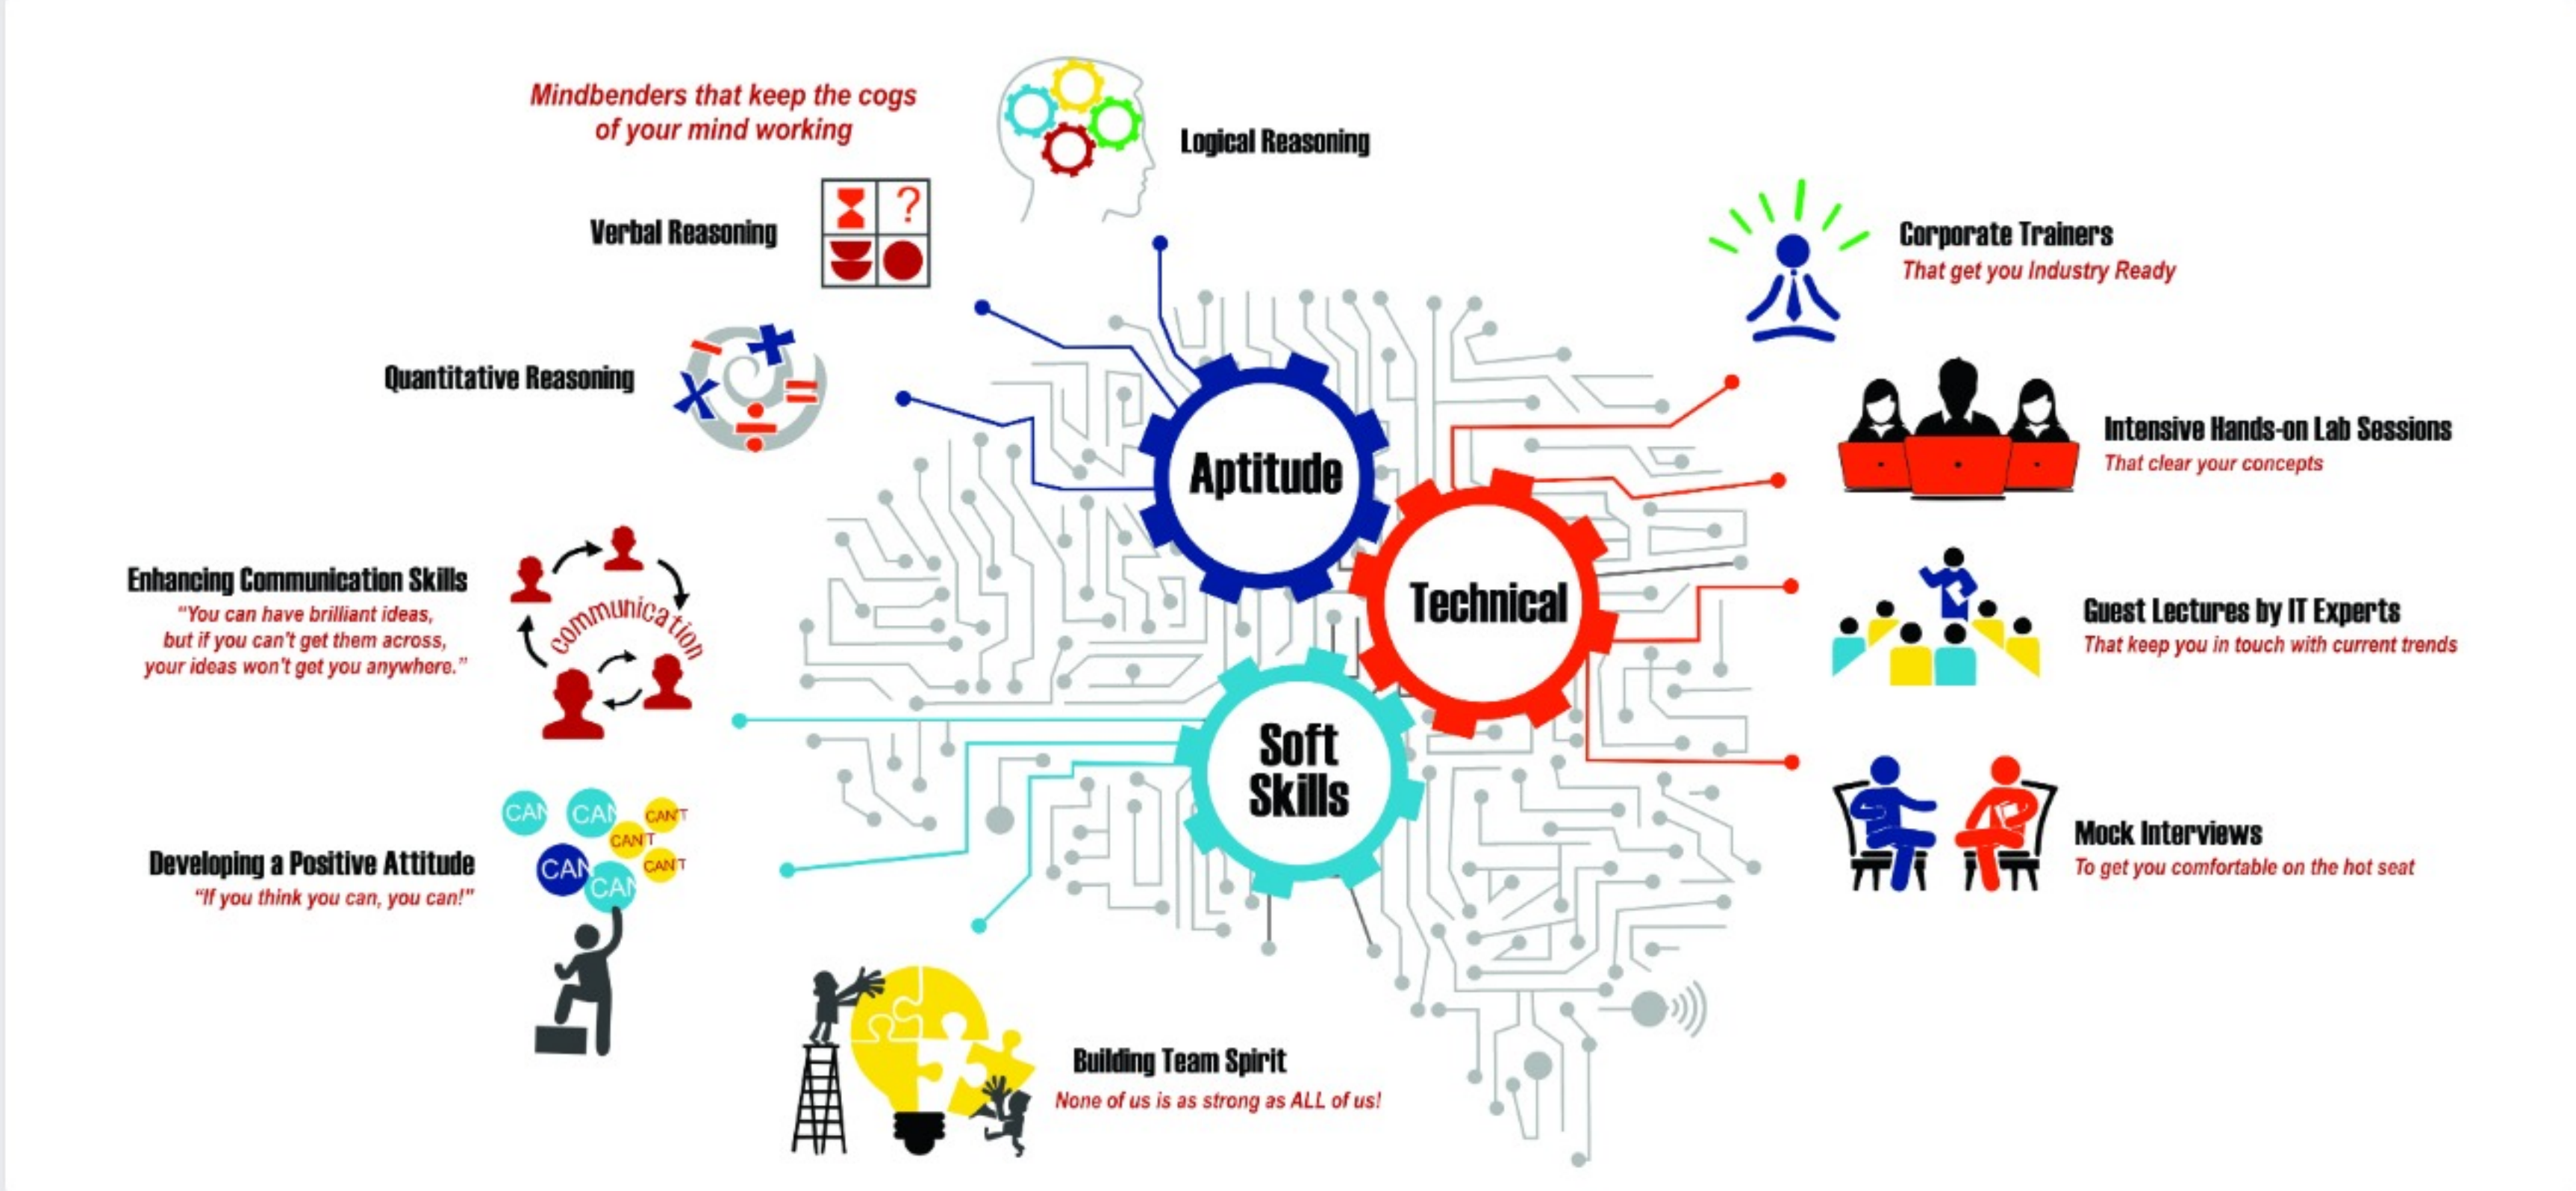 Mindbenders that keep the cogs
of your mind working
Logical Reasoning
Verbal Reasoning
?
Quantitative Reasoning
Corporate Trainers
That get you Industry Ready
Intensive Hands-on Lab Sessions
That clear your concepts
Aptitude
Technical
Soft
Skills
Guest Lectures by IT Experts
That keep you in touch with current trends
Mock Interviews
To get you comfortable on the hot seat
Enhancing Communication Skills
"You can have brilliant ideas,
but if you can't get them across,
your ideas won't get you anywhere."
communication
Developing a Positive Attitude
"If you think you can, you can!"
CAN
CAN
CAN'T
CAN'T
CAN
CAN'T
CAN
Building Team Spirit
None of us is as strong as ALL of us!